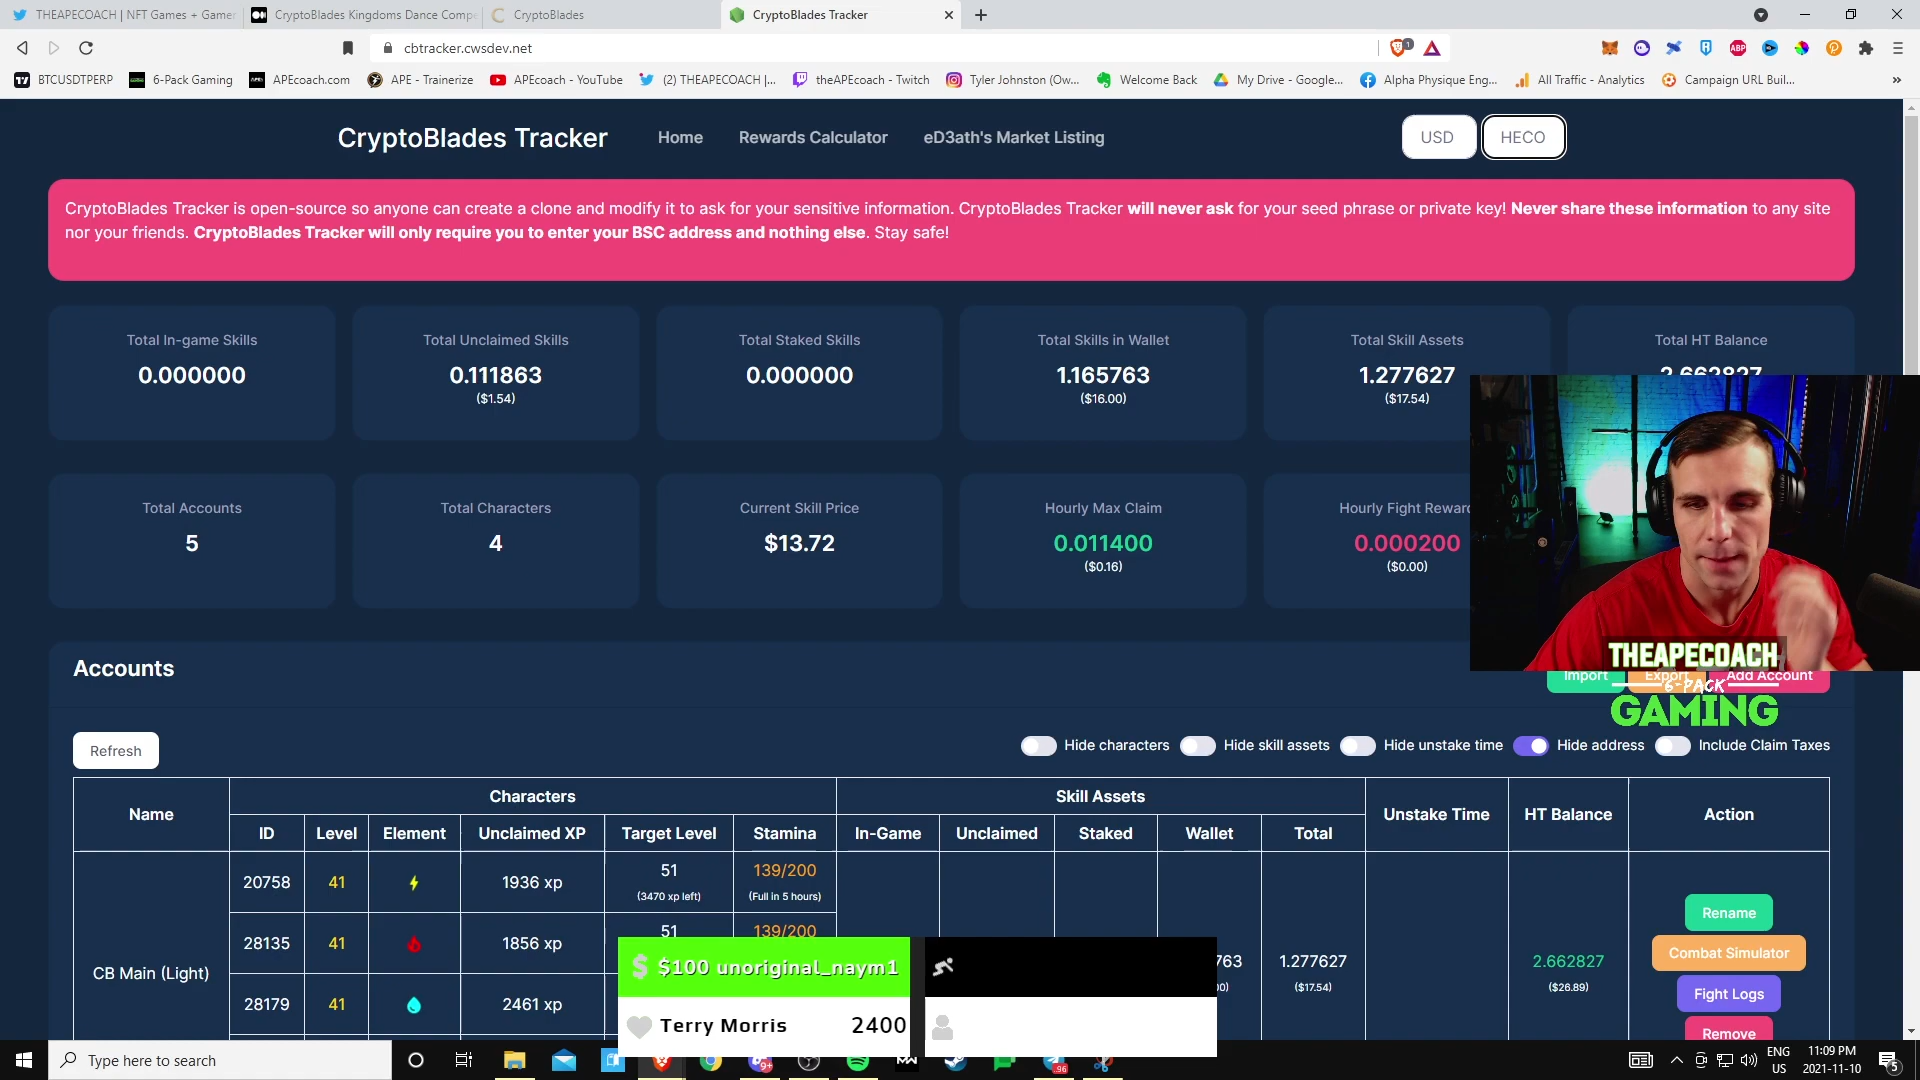 THEAPECOACH | NFT Games + Gamer
CryptoBlades Kingdoms Dance Compe
CryptoBlades
CryptoBlades Tracker
cbtracker.cwsdev.net
BTCUSDTPERP
6-Pack Gaming
APEcoach.com
APE - Trainerize
APEcoach - YouTube
(2) THEAPECOACH |...
theAPEcoach - Twitch
Tyler Johnston (Ow...
Welcome Back
My Drive - Google...
Alpha Physique Eng...
All Traffic - Analytics
Campaign URL Buil...
CryptoBlades Tracker
Home
Rewards Calculator
eD3ath's Market Listing
USD
HECO
CryptoBlades Tracker is open-source so anyone can create a clone and modify it to ask for your sensitive information. CryptoBlades Tracker will never ask for your seed phrase or private key! Never share these information to any site
nor your friends. CryptoBlades Tracker will only require you to enter your BSC address and nothing else. Stay safe!
Total In-game Skills
0.000000
Total Unclaimed Skills
0.111863
($1.54)
Total Staked Skills
0.000000
Total Skills in Wallet
1.165763
($16.00)
Total Skill Assets
1.277627
($17.54)
Total HT Balance
2.662827
Total Accounts
5
Total Characters
4
Current Skill Price
$13.72
Hourly Max Claim
0.011400
($0.16)
Hourly Fight Reward
0.000200
($0.00)
THEAPECOACH
6-PACK
GAMING
Accounts
Import
Export
Add Account
Refresh
Hide characters
Hide skill assets
Hide unstake time
Hide address
Include Claim Taxes
Name
Characters
Skill Assets
Unstake Time
HT Balance
Action
ID
Level
Element
Unclaimed XP
Target Level
Stamina
In-Game
Unclaimed
Staked
Wallet
Total
20758
41
1936 xp
51
(3470 xp left)
139/200
(Full in 5 hours)
28135
41
1856 xp
51
139/200
CB Main (Light)
28179
41
2461 xp
763
00)
1.277627
($17.54)
2.662827
($26.89)
Rename
Combat Simulator
Fight Logs
Remove
$100 unoriginal_naym1
Terry Morris 2400
Type here to search
9+
96
ENG
US
11:09 PM
2021-11-10
5